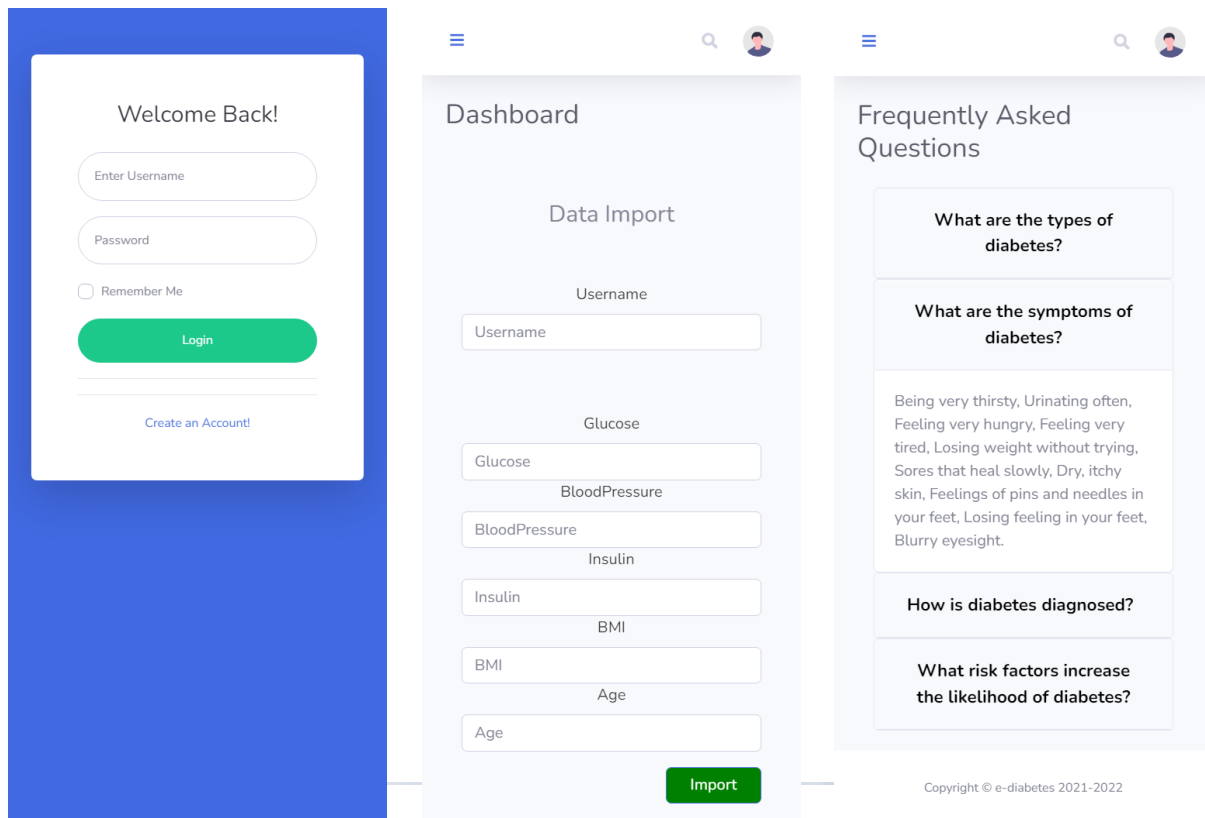 Welcome Back!
Enter Username
Password
Remember Me
Login
Create an Account!
Dashboard
Data Import
Username
Username
Glucose
Glucose
BloodPressure
BloodPressure
Insulin
Insulin
BMI
BMI
Age
Age
Import
Frequently Asked
Questions
What are the types of
diabetes?
What are the symptoms of
diabetes?
Being very thirsty, Urinating often,
Feeling very hungry, Feeling very
tired, Losing weight without trying,
Sores that heal slowly, Dry, itchy
skin, Feelings of pins and needles in
your feet, Losing feeling in your feet,
Blurry eyesight.
How is diabetes diagnosed?
What risk factors increase
the likelihood of diabetes?
Copyright © e-diabetes 2021-2022